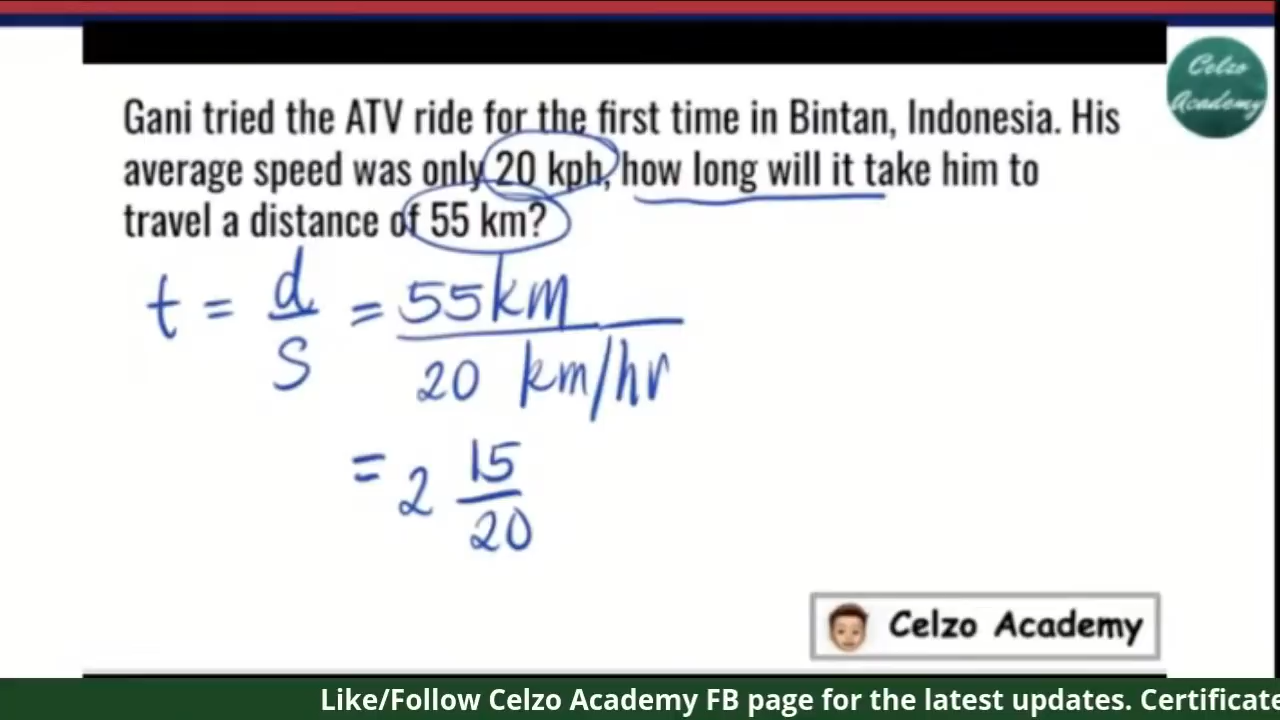 Celzo
Academy
Gani tried the ATV ride for the first time in Bintan, Indonesia. His
average speed was only 20 kph, how long will it take him to
travel a distance of 55 km?
t = d/s = 55km / 20 km/hr
= 2 15/20
Celzo Academy
Like/Follow Celzo Academy FB page for the latest updates. Certificate